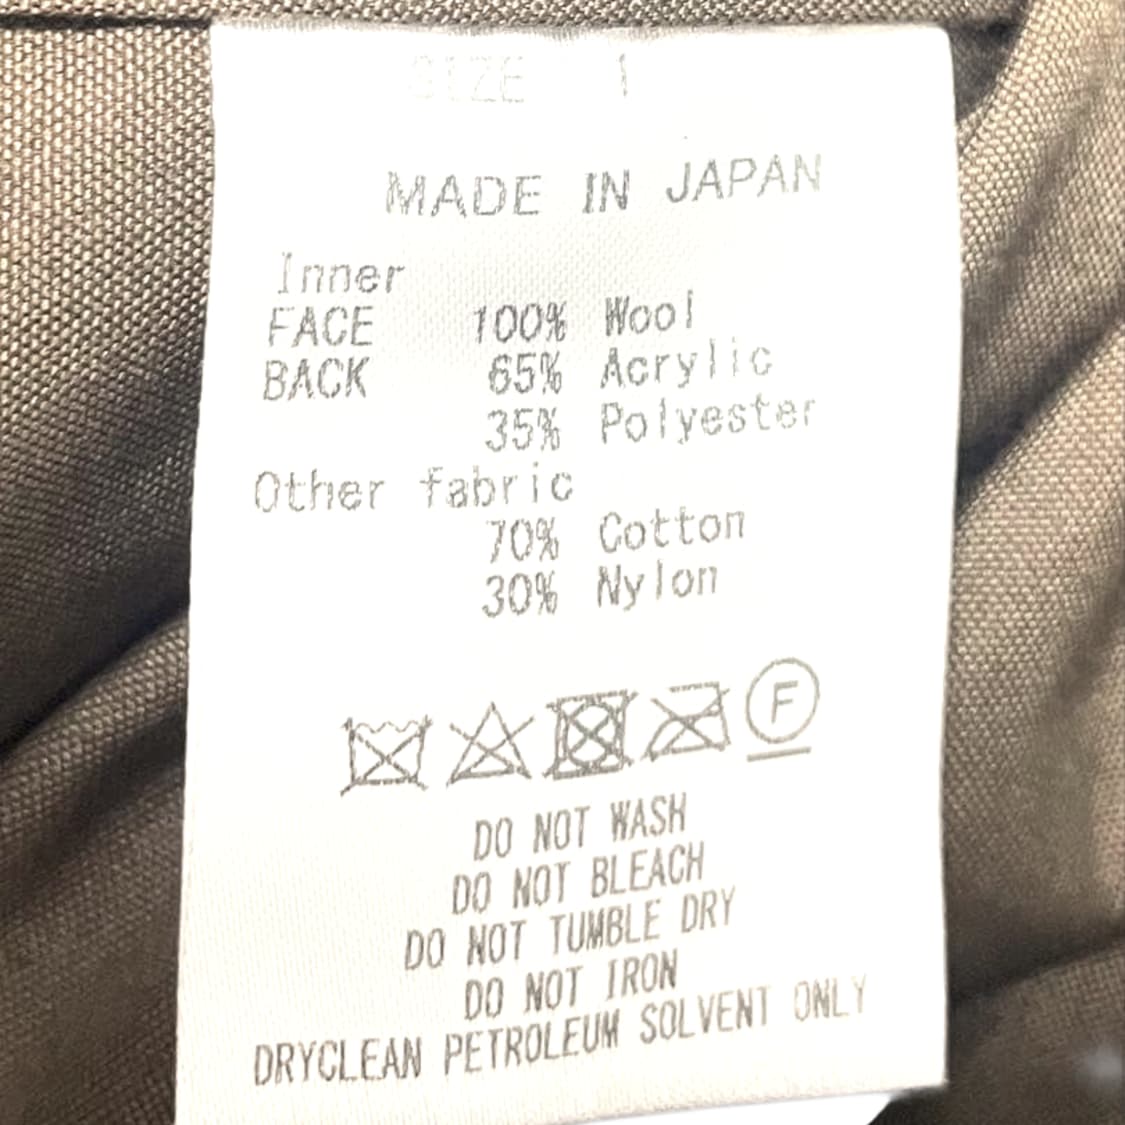 SIZE 1
MADE IN JAPAN
Inner
FACE 100% Wool
BACK 65% Acrylic
35% Polyester
Other fabric
70% Cotton
30% Nylon
F
DO NOT WASH
DO NOT BLEACH
DO NOT TUMBLE DRY
DO NOT IRON
DRYCLEAN PETROLEUM SOLVENT ONLY